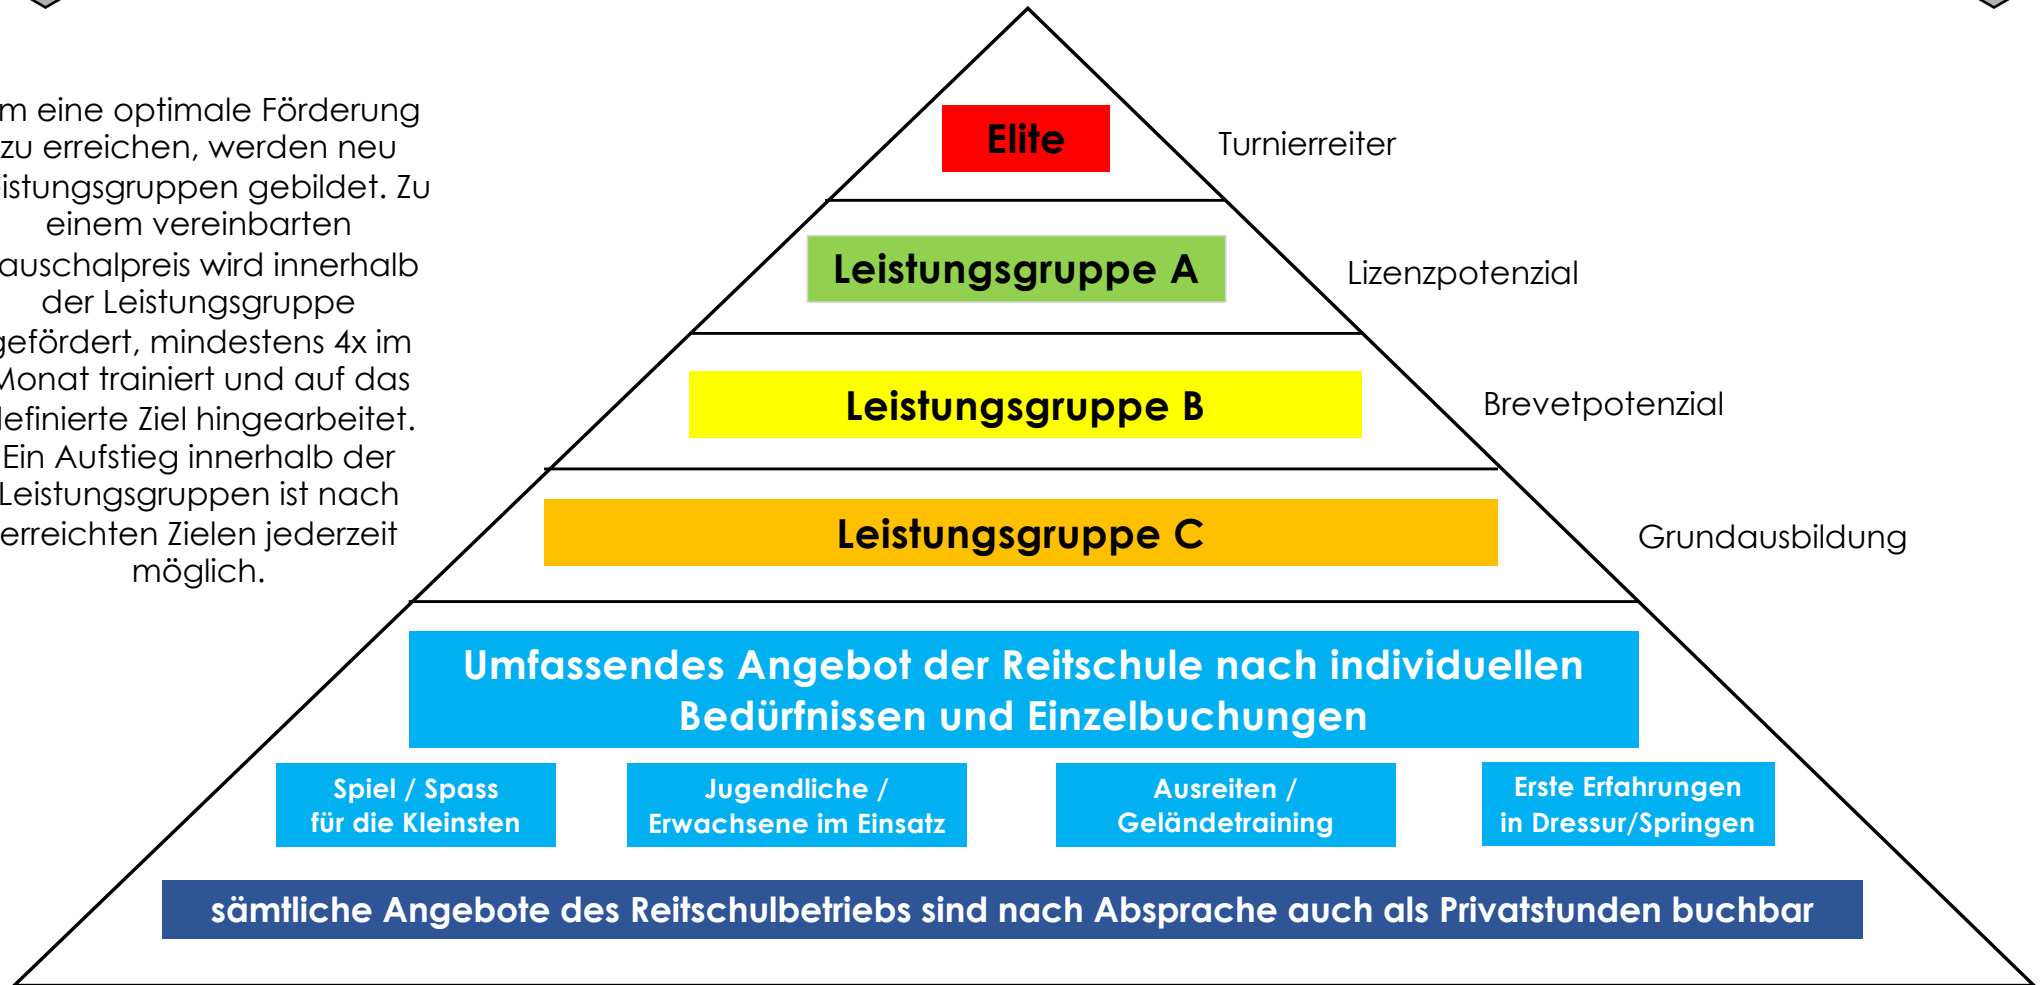 m eine optimale Förderung
zu erreichen, werden neu
eistungsgruppen gebildet. Zu
einem vereinbarten
auschalpreis wird innerhalb
der Leistungsgruppe
gefördert, mindestens 4x im
Monat trainiert und auf das
definierte Ziel hingearbeitet.
Ein Aufstieg innerhalb der
Leistungsgruppen ist nach
erreichten Zielen jederzeit
möglich.
Elite
Turnierreiter
Leistungsgruppe A
Lizenzpotenzial
Leistungsgruppe B
Brevetpotenzial
Leistungsgruppe C
Grundausbildung
Umfassendes Angebot der Reitschule nach individuellen
Bedürfnissen und Einzelbuchungen
Spiel / Spass
für die Kleinsten
Jugendliche /
Erwachsene im Einsatz
Ausreiten /
Geländetraining
Erste Erfahrungen
in Dressur/Springen
sämtliche Angebote des Reitschulbetriebs sind nach Absprache auch als Privatstunden buchbar